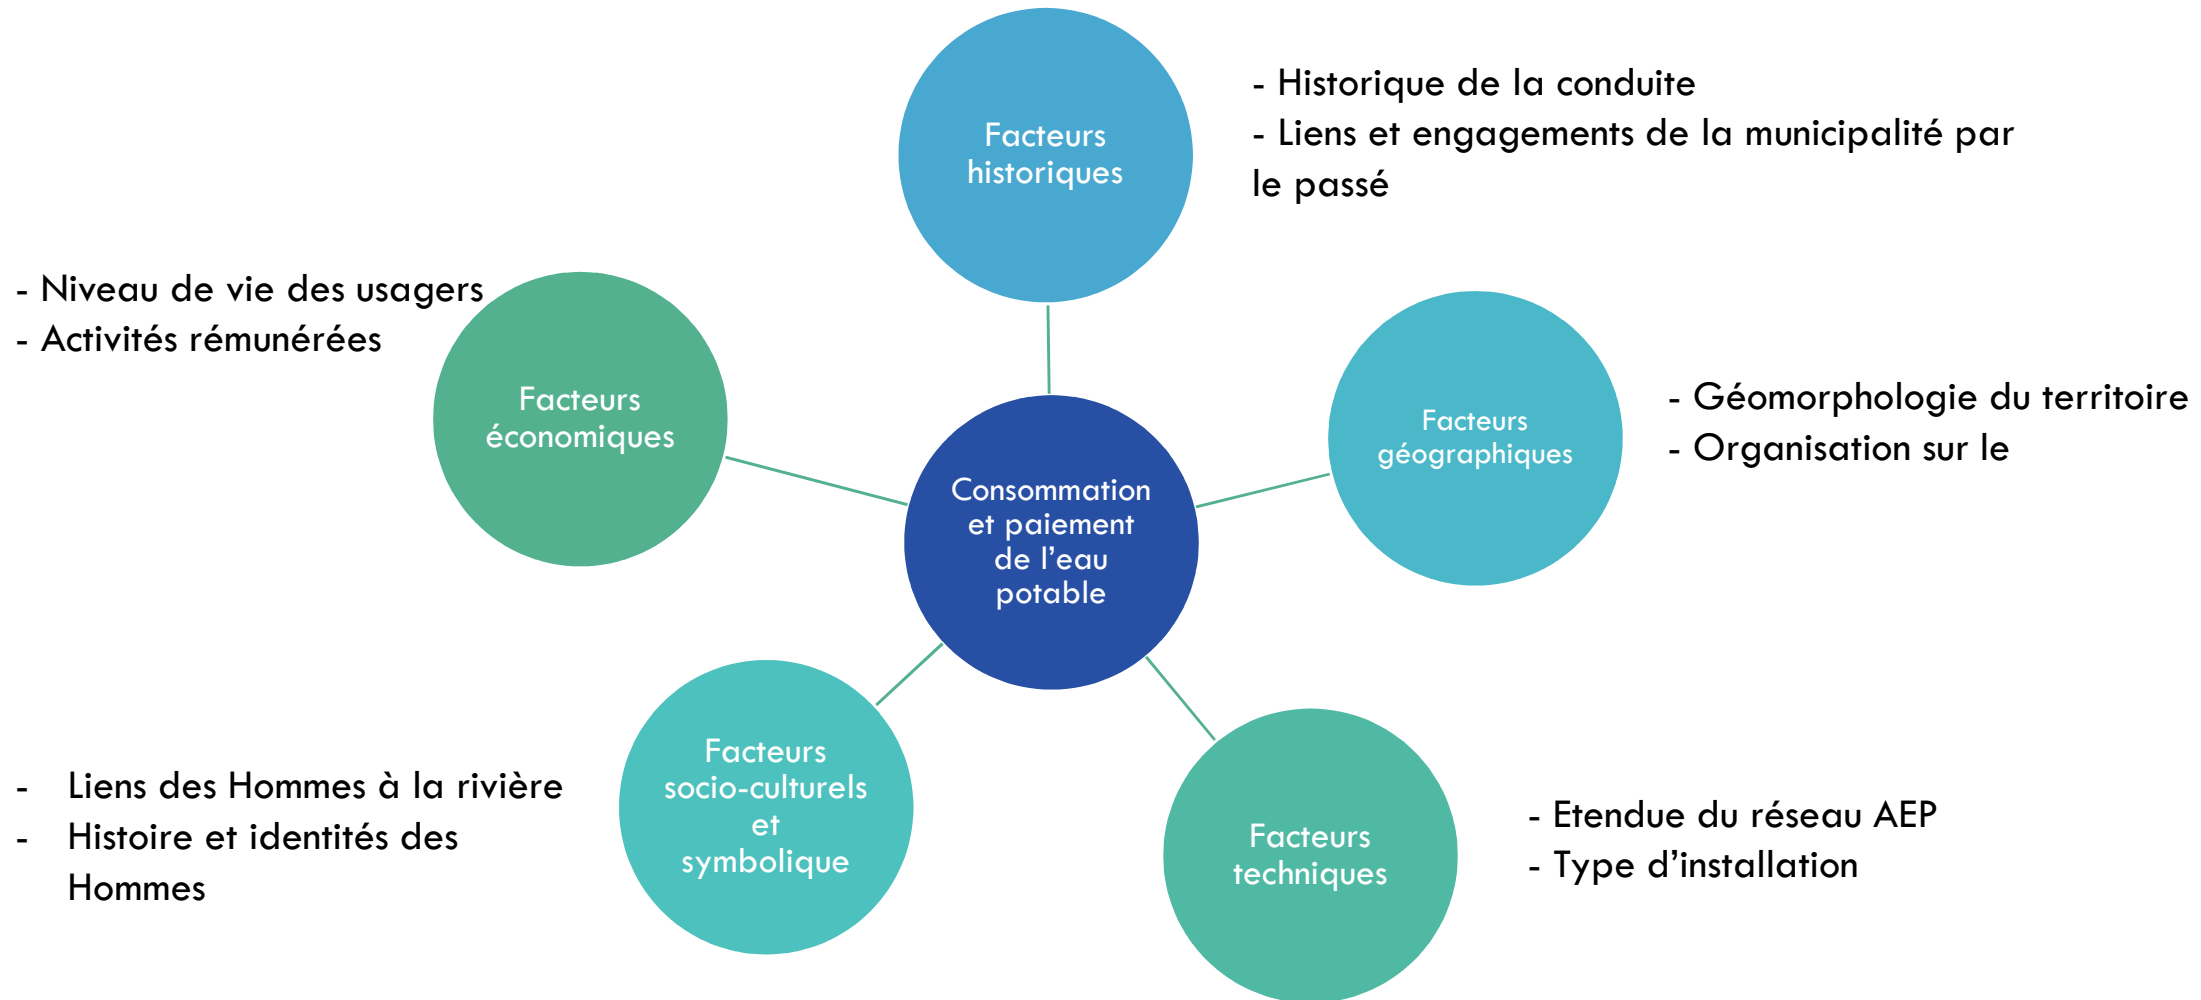 Facteurs
historiques
- Historique de la conduite
- Liens et engagements de la municipalité par
le passé
- Niveau de vie des usagers
- Activités rémunérées
Facteurs
économiques
Facteurs
géographiques
- Géomorphologie du territoire
- Organisation sur le
Consommation
et paiement
de l’eau
potable
Facteurs
socio-culturels
et
symbolique
- Liens des Hommes à la rivière
- Histoire et identités des
Hommes
Facteurs
techniques
- Etendue du réseau AEP
- Type d’installation